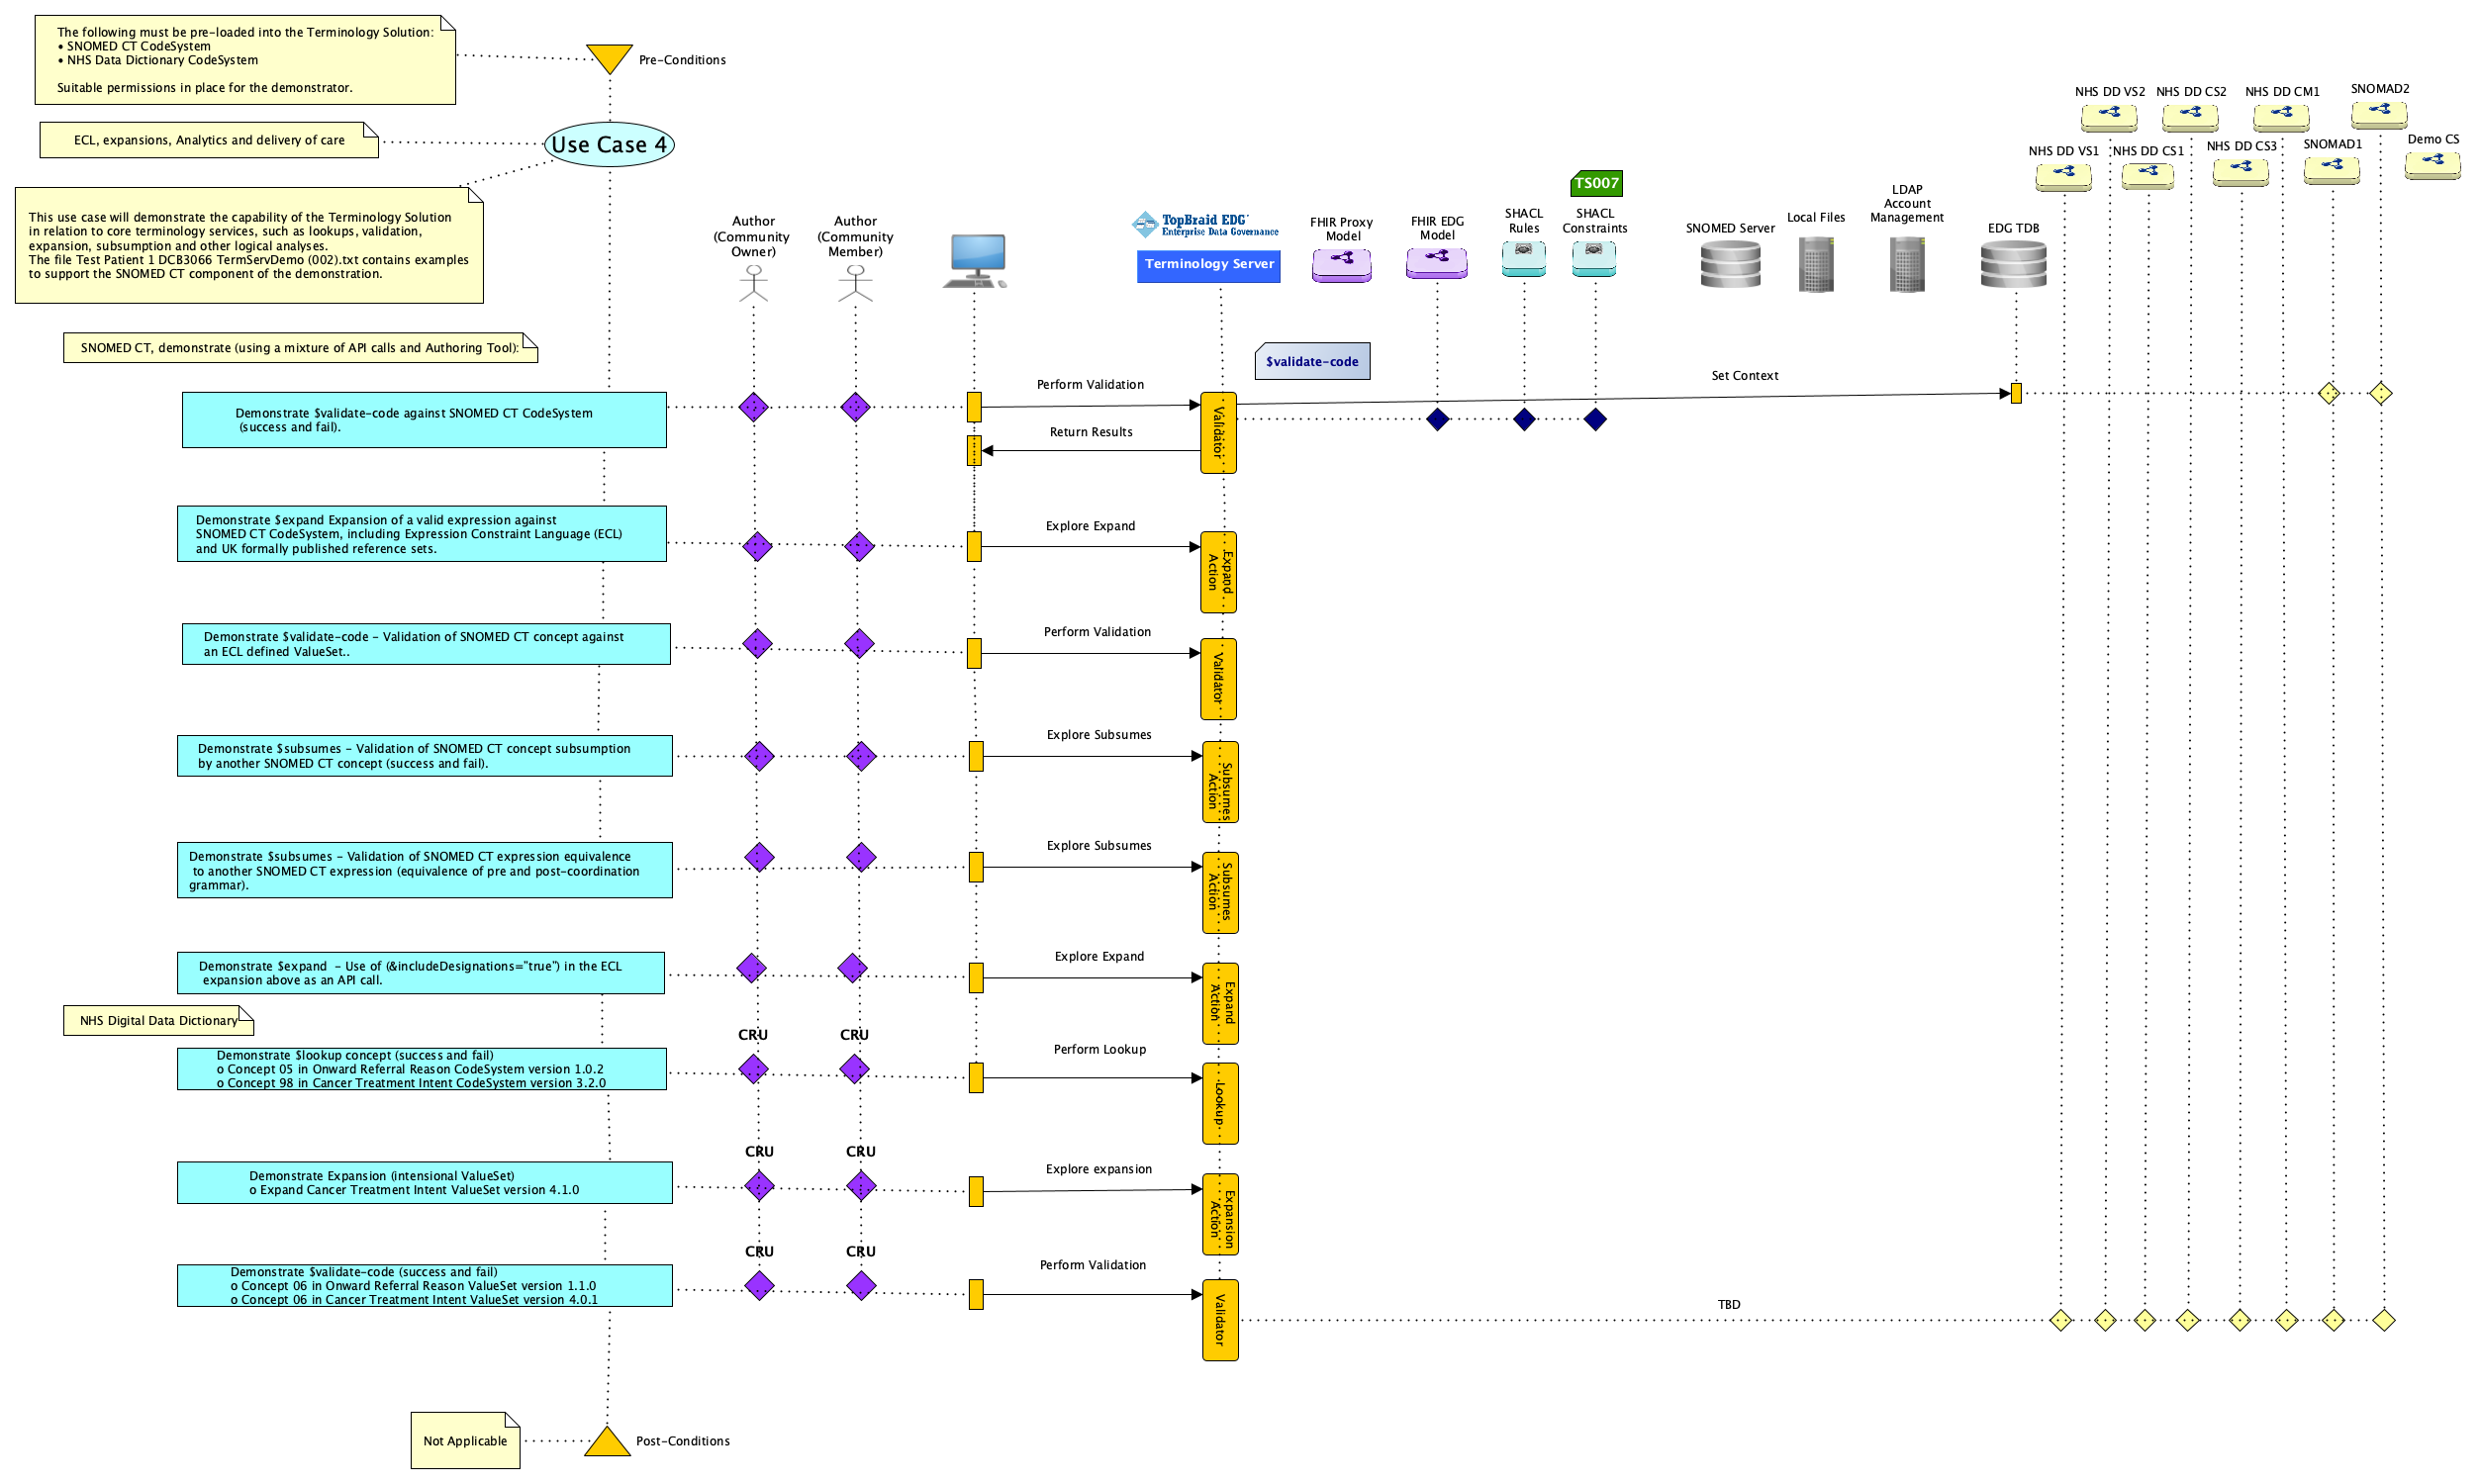 The following must be pre-loaded into the Terminology Solution:
• SNOMED CT CodeSystem
• NHS Data Dictionary CodeSystem
Suitable permissions in place for the demonstrator.
Pre-Conditions
ECL, expansions, Analytics and delivery of care
Use Case 4
This use case will demonstrate the capability of the Terminology Solution
in relation to core terminology services, such as lookups, validation,
expansion, subsumption and other logical analyses.
The file Test Patient 1 DCB3066 TermServDemo (002).txt contains examples
to support the SNOMED CT component of the demonstration.
Author
(Community
Owner)
Author
(Community
Member)
TopBraid EDG
Enterprise Data Governance
Terminology Server
FHIR Proxy
Model
FHIR EDG
Model
SHACL
Rules
TS007
SHACL
Constraints
SNOMED Server
Local Files
LDAP
Account
Management
EDG TDB
NHS DD VS1
NHS DD VS2
NHS DD CS1
NHS DD CS2
NHS DD CS3
NHS DD CM1
SNOMAD1
SNOMAD2
Demo CS
SNOMED CT, demonstrate (using a mixture of API calls and Authoring Tool):
$validate-code
Demonstrate $validate-code against SNOMED CT CodeSystem
(success and fail).
Perform Validation
Validator
Set Context
Return Results
Demonstrate $expand Expansion of a valid expression against
SNOMED CT CodeSystem, including Expression Constraint Language (ECL)
and UK formally published reference sets.
Explore Expand
Expand
Action
Demonstrate $validate-code - Validation of SNOMED CT concept against
an ECL defined ValueSet..
Perform Validation
Validator
Demonstrate $subsumes - Validation of SNOMED CT concept subsumption
by another SNOMED CT concept (success and fail).
Explore Subsumes
Subsumes
Action
Demonstrate $subsumes - Validation of SNOMED CT expression equivalence
to another SNOMED CT expression (equivalence of pre and post-coordination
grammar).
Explore Subsumes
Subsumes
Action
Demonstrate $expand - Use of (&includeDesignations="true") in the ECL
expansion above as an API call.
Explore Expand
Expand
Action
NHS Digital Data Dictionary
CRU
CRU
Demonstrate $lookup concept (success and fail)
o Concept 05 in Onward Referral Reason CodeSystem version 1.0.2
o Concept 98 in Cancer Treatment Intent CodeSystem version 3.2.0
Perform Lookup
Lookup
CRU
CRU
Demonstrate Expansion (intensional ValueSet)
o Expand Cancer Treatment Intent ValueSet version 4.1.0
Explore expansion
Expansion
Action
CRU
CRU
Demonstrate $validate-code (success and fail)
o Concept 06 in Onward Referral Reason ValueSet version 1.1.0
o Concept 06 in Cancer Treatment Intent ValueSet version 4.0.1
Perform Validation
Validator
TBD
Not Applicable
Post-Conditions